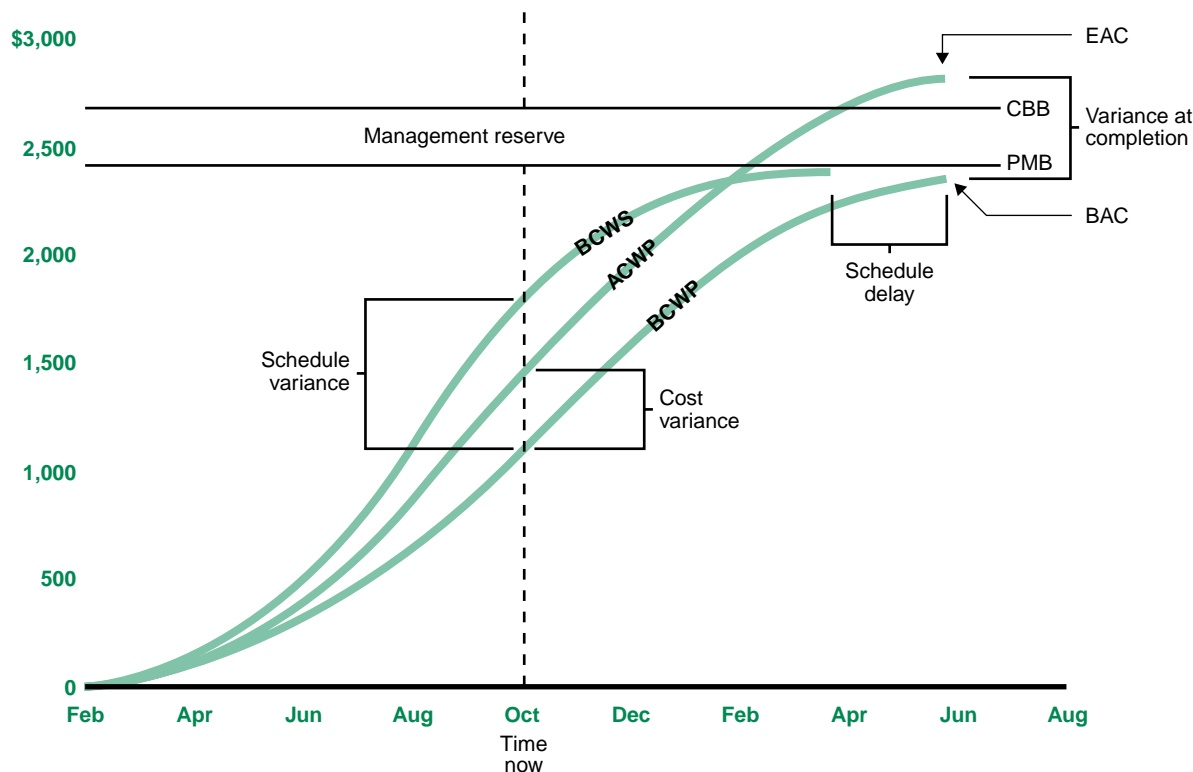 $3,000
2,500
2,000
1,500
1,000
500
0
EAC
CBB
Management reserve
Variance at
completion
PMB
BAC
BCWS
ACWP
BCWP
Schedule
delay
Schedule
variance
Cost
variance
Feb
Apr
Jun
Aug
Oct
Dec
Feb
Apr
Jun
Aug
Time
now